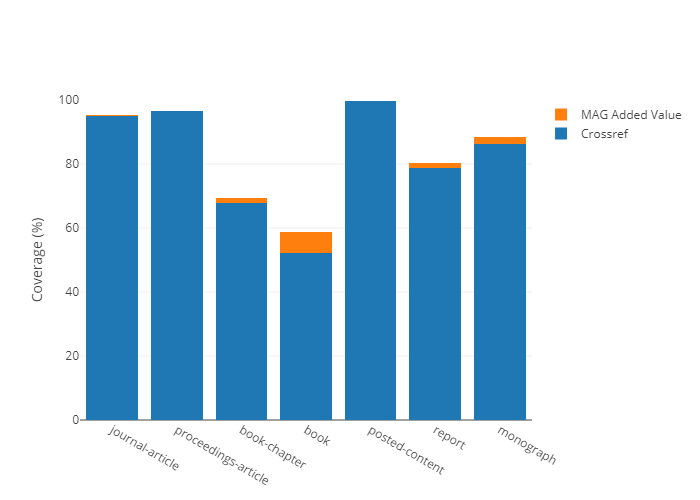 100
80
60
40
20
0
Coverage (%)
journal-article
proceedings-article
book-chapter
book
posted-content
report
monograph
MAG Added Value
Crossref